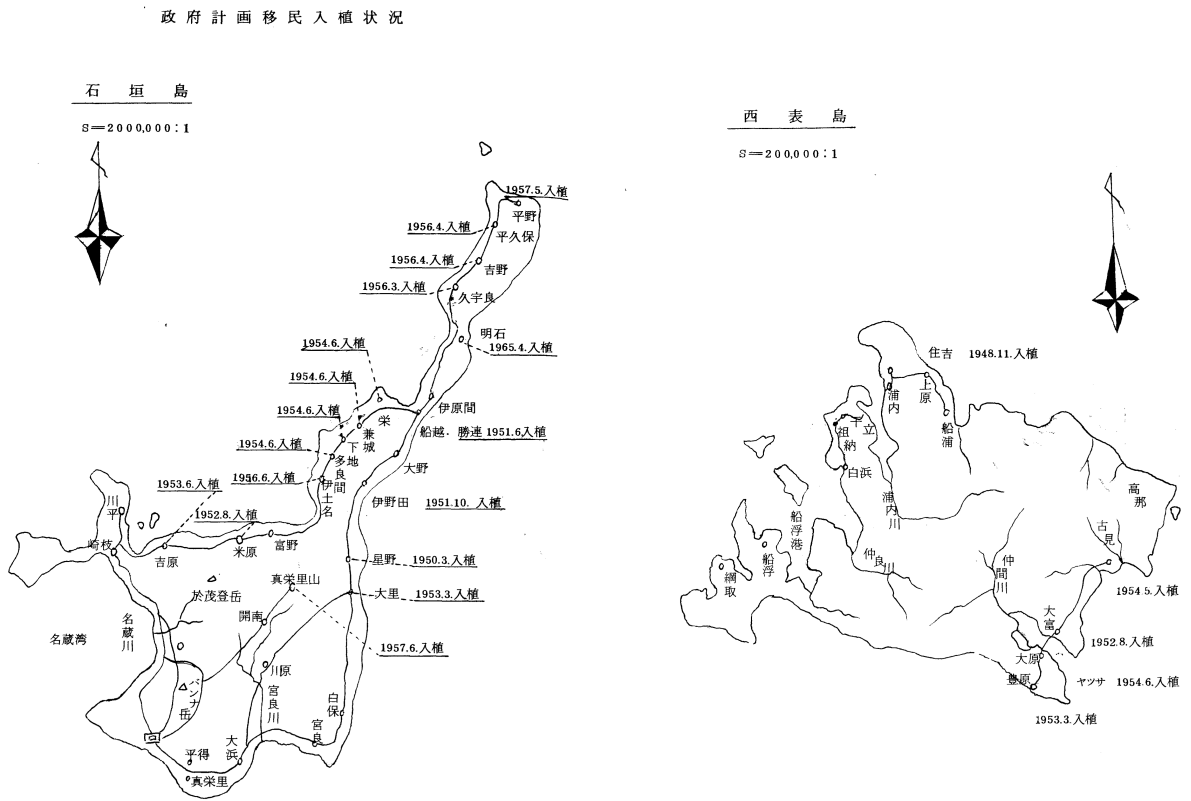 政府計画移民入植状況
石垣島
S=2000,000:1
1957.5.入植
平野
1956.4.入植
平久保
1956.4.入植
吉野
1956.3.入植
久宇良
明石
1965.4.入植
1954.6.入植
栄
1954.6.入植
兼城
1954.6.入植
下地
1954.6.入植
多良間
1956.6.入植
伊土名
伊原間
船越.
勝連 1951.6入植
大野
伊野田
1951.10. 入植
1953.6.入植
吉原
1952.8.入植
米原
富野
川平
崎枝
星野
1950.3.入植
大里
1953.3.入植
真栄里山
1957.6.入植
於茂登岳
開南
名蔵湾
名蔵川
川原
宮良川
バンナ岳
白保
宮良
大浜
平得
真栄里
西表島
S=200,000:1
住吉
1948.11.入植
上原
浦内
船浦
干立
祖納
白浜
浦内川
船浮港
船浮
網取
仲良川
仲間川
高那
古見
1954.5.入植
大富
1952.8.入植
大原
ヤツサ
1954.6.入植
豊原
1953.3.入植